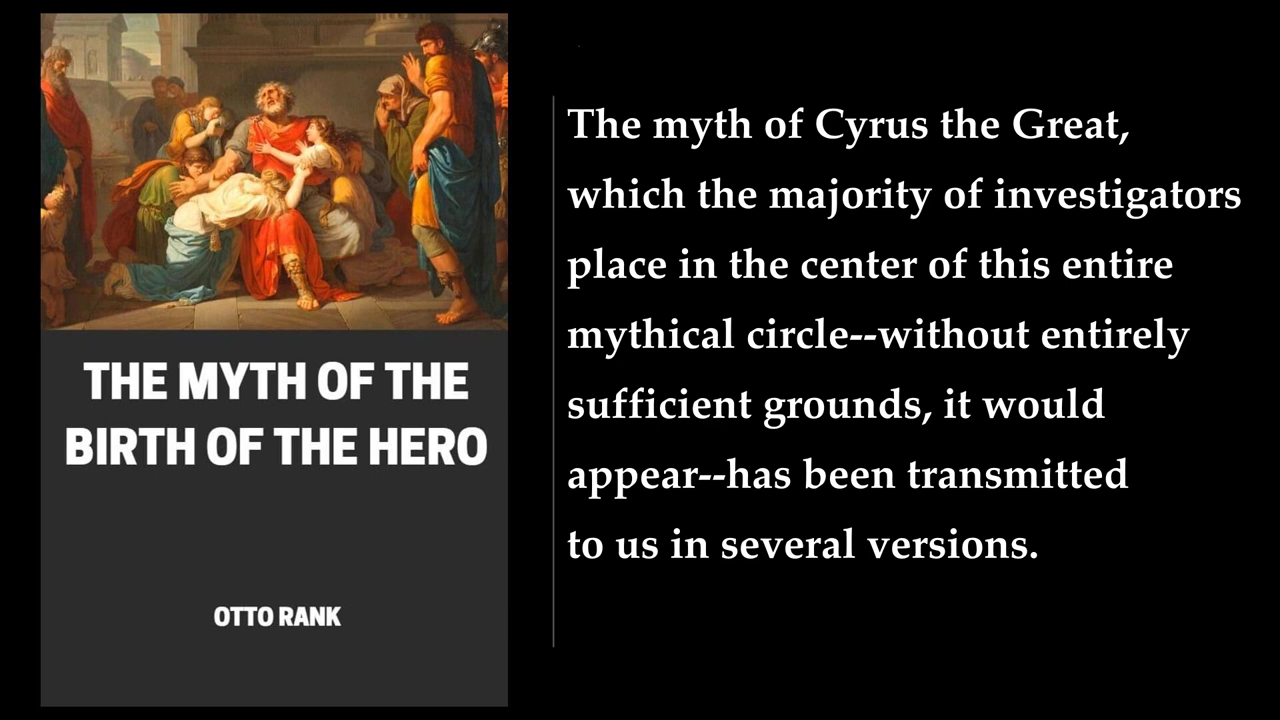 THE MYTH OF THE
BIRTH OF THE HERO
OTTO RANK
The myth of Cyrus the Great,
which the majority of investigators
place in the center of this entire
mythical circle--without entirely
sufficient grounds, it would
appear--has been transmitted
to us in several versions.